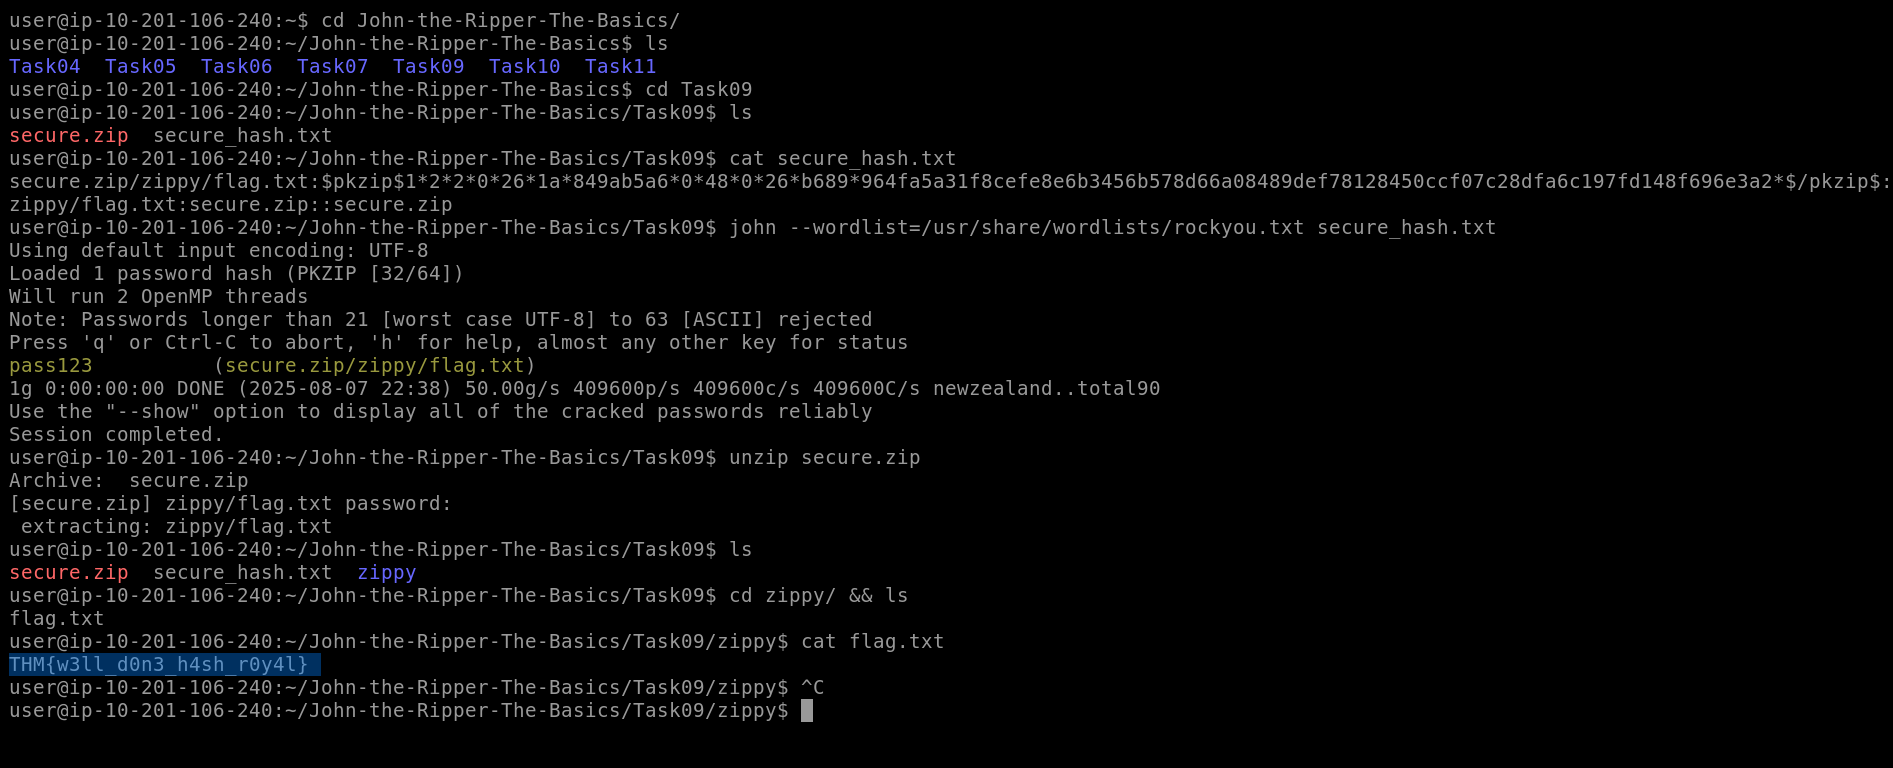 user@ip-10-201-106-240:~$ cd John-the-Ripper-The-Basics/
user@ip-10-201-106-240:~/John-the-Ripper-The-Basics$ ls
Task04  Task05  Task06  Task07  Task09  Task10  Task11
user@ip-10-201-106-240:~/John-the-Ripper-The-Basics$ cd Task09
user@ip-10-201-106-240:~/John-the-Ripper-The-Basics/Task09$ ls
secure.zip  secure_hash.txt
user@ip-10-201-106-240:~/John-the-Ripper-The-Basics/Task09$ cat secure_hash.txt
secure.zip/zippy/flag.txt:$pkzip$1*2*2*0*26*1a*849ab5a6*0*48*0*26*b689*964fa5a31f8cefe8e6b3456b578d66a08489def78128450ccf07c28dfa6c197fd148f696e3a2*$/pkzip$:
zippy/flag.txt:secure.zip::secure.zip
user@ip-10-201-106-240:~/John-the-Ripper-The-Basics/Task09$ john --wordlist=/usr/share/wordlists/rockyou.txt secure_hash.txt
Using default input encoding: UTF-8
Loaded 1 password hash (PKZIP [32/64])
Will run 2 OpenMP threads
Note: Passwords longer than 21 [worst case UTF-8] to 63 [ASCII] rejected
Press 'q' or Ctrl-C to abort, 'h' for help, almost any other key for status
pass123          (secure.zip/zippy/flag.txt)
1g 0:00:00:00 DONE (2025-08-07 22:38) 50.00g/s 409600p/s 409600c/s 409600C/s newzealand..total90
Use the "--show" option to display all of the cracked passwords reliably
Session completed.
user@ip-10-201-106-240:~/John-the-Ripper-The-Basics/Task09$ unzip secure.zip
Archive:  secure.zip
[secure.zip] zippy/flag.txt password:
 extracting: zippy/flag.txt
user@ip-10-201-106-240:~/John-the-Ripper-The-Basics/Task09$ ls
secure.zip  secure_hash.txt  zippy
user@ip-10-201-106-240:~/John-the-Ripper-The-Basics/Task09$ cd zippy/ && ls
flag.txt
user@ip-10-201-106-240:~/John-the-Ripper-The-Basics/Task09/zippy$ cat flag.txt
THM{w3ll_d0n3_h4sh_r0y4l}
user@ip-10-201-106-240:~/John-the-Ripper-The-Basics/Task09/zippy$ ^C
user@ip-10-201-106-240:~/John-the-Ripper-The-Basics/Task09/zippy$